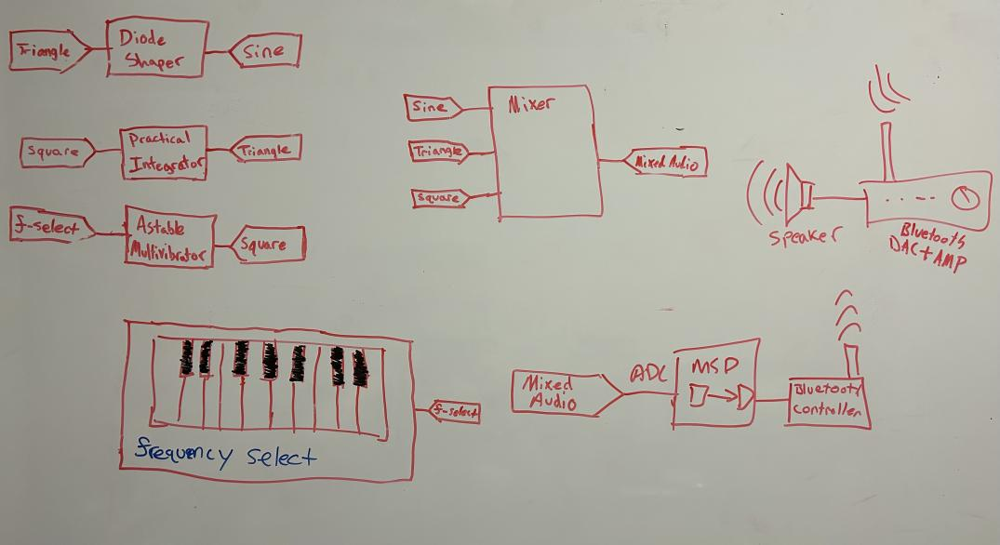 Triangle
Diode
Shaper
Sine
Square
Practical
Integrator
Triangle
f-select
Astable
Multivibrator
Square
Sine
Triangle
Square
Mixer
Mixed Audio
Speaker
Bluetooth
DAC + AMP
frequency select
f-select
Mixed
Audio
ADC
MSP
Bluetooth
Controller